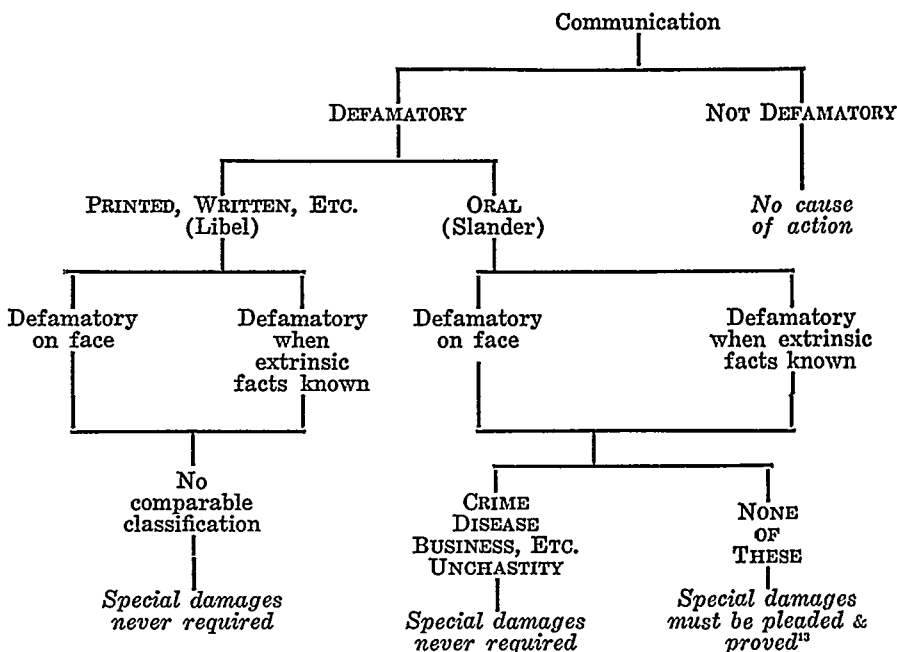 Communication
DEFAMATORY
NOT DEFAMATORY
PRINTED, WRITTEN, ETC.
(Libel)
ORAL
(Slander)
No cause
of action
Defamatory
on face
Defamatory
when
extrinsic
facts known
Defamatory
on face
Defamatory
when extrinsic
facts known
NO
comparable
classification
CRIME
DISEASE
BUSINESS, ETC.
UNCHASTITY
NONE
OF
THESE
Special damages
never required
Special damages
never required
Special damages
must be pleaded &
proved¹³